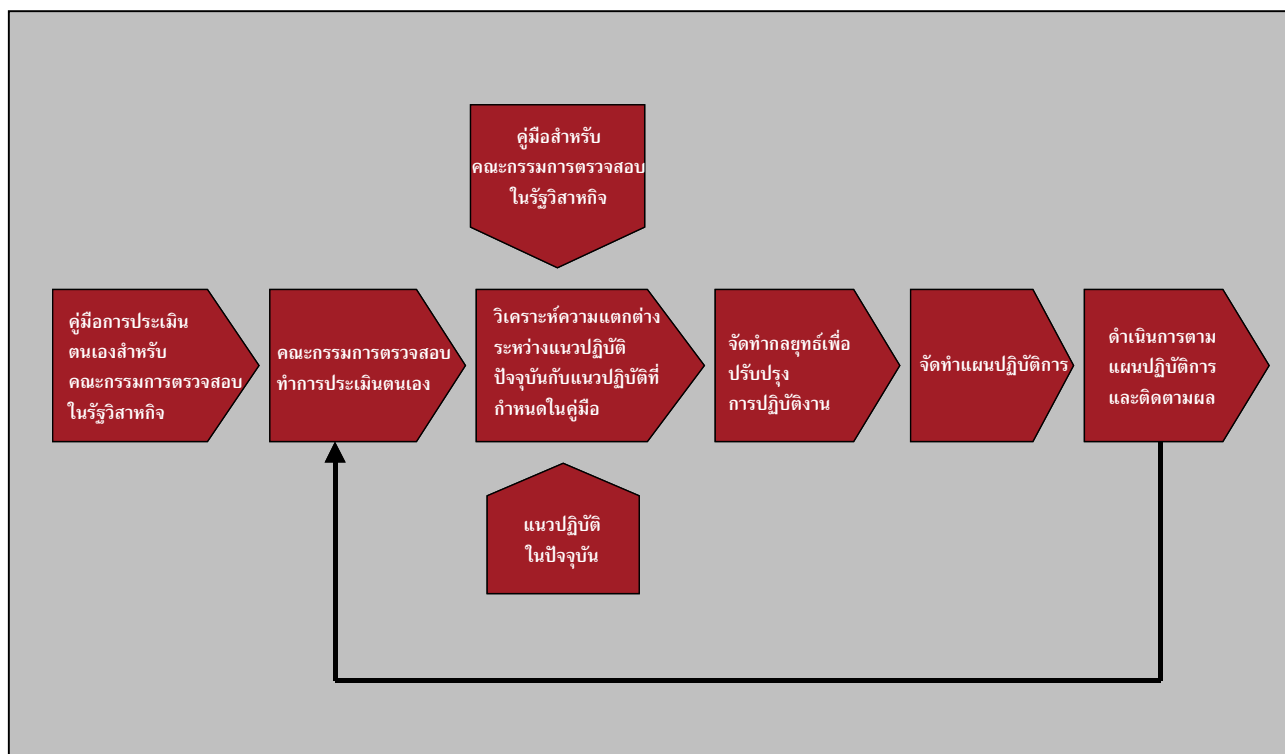 คู่มือสำหรับ
คณะกรรมการตรวจสอบ
ในรัฐวิสาหกิจ
คู่มือการประเมิน
ตนเองสำหรับ
คณะกรรมการตรวจสอบ
ในรัฐวิสาหกิจ
คณะกรรมการตรวจสอบ
ทำการประเมินตนเอง
วิเคราะห์ความแตกต่าง
ระหว่างแนวปฏิบัติ
ปัจจุบันกับแนวปฏิบัติที่
กำหนดในคู่มือ
จัดทำกลยุทธ์เพื่อ
ปรับปรุง
การปฏิบัติงาน
จัดทำแผนปฏิบัติการ
ดำเนินการตาม
แผนปฏิบัติการ
และติดตามผล
แนวปฏิบัติ
ในปัจจุบัน